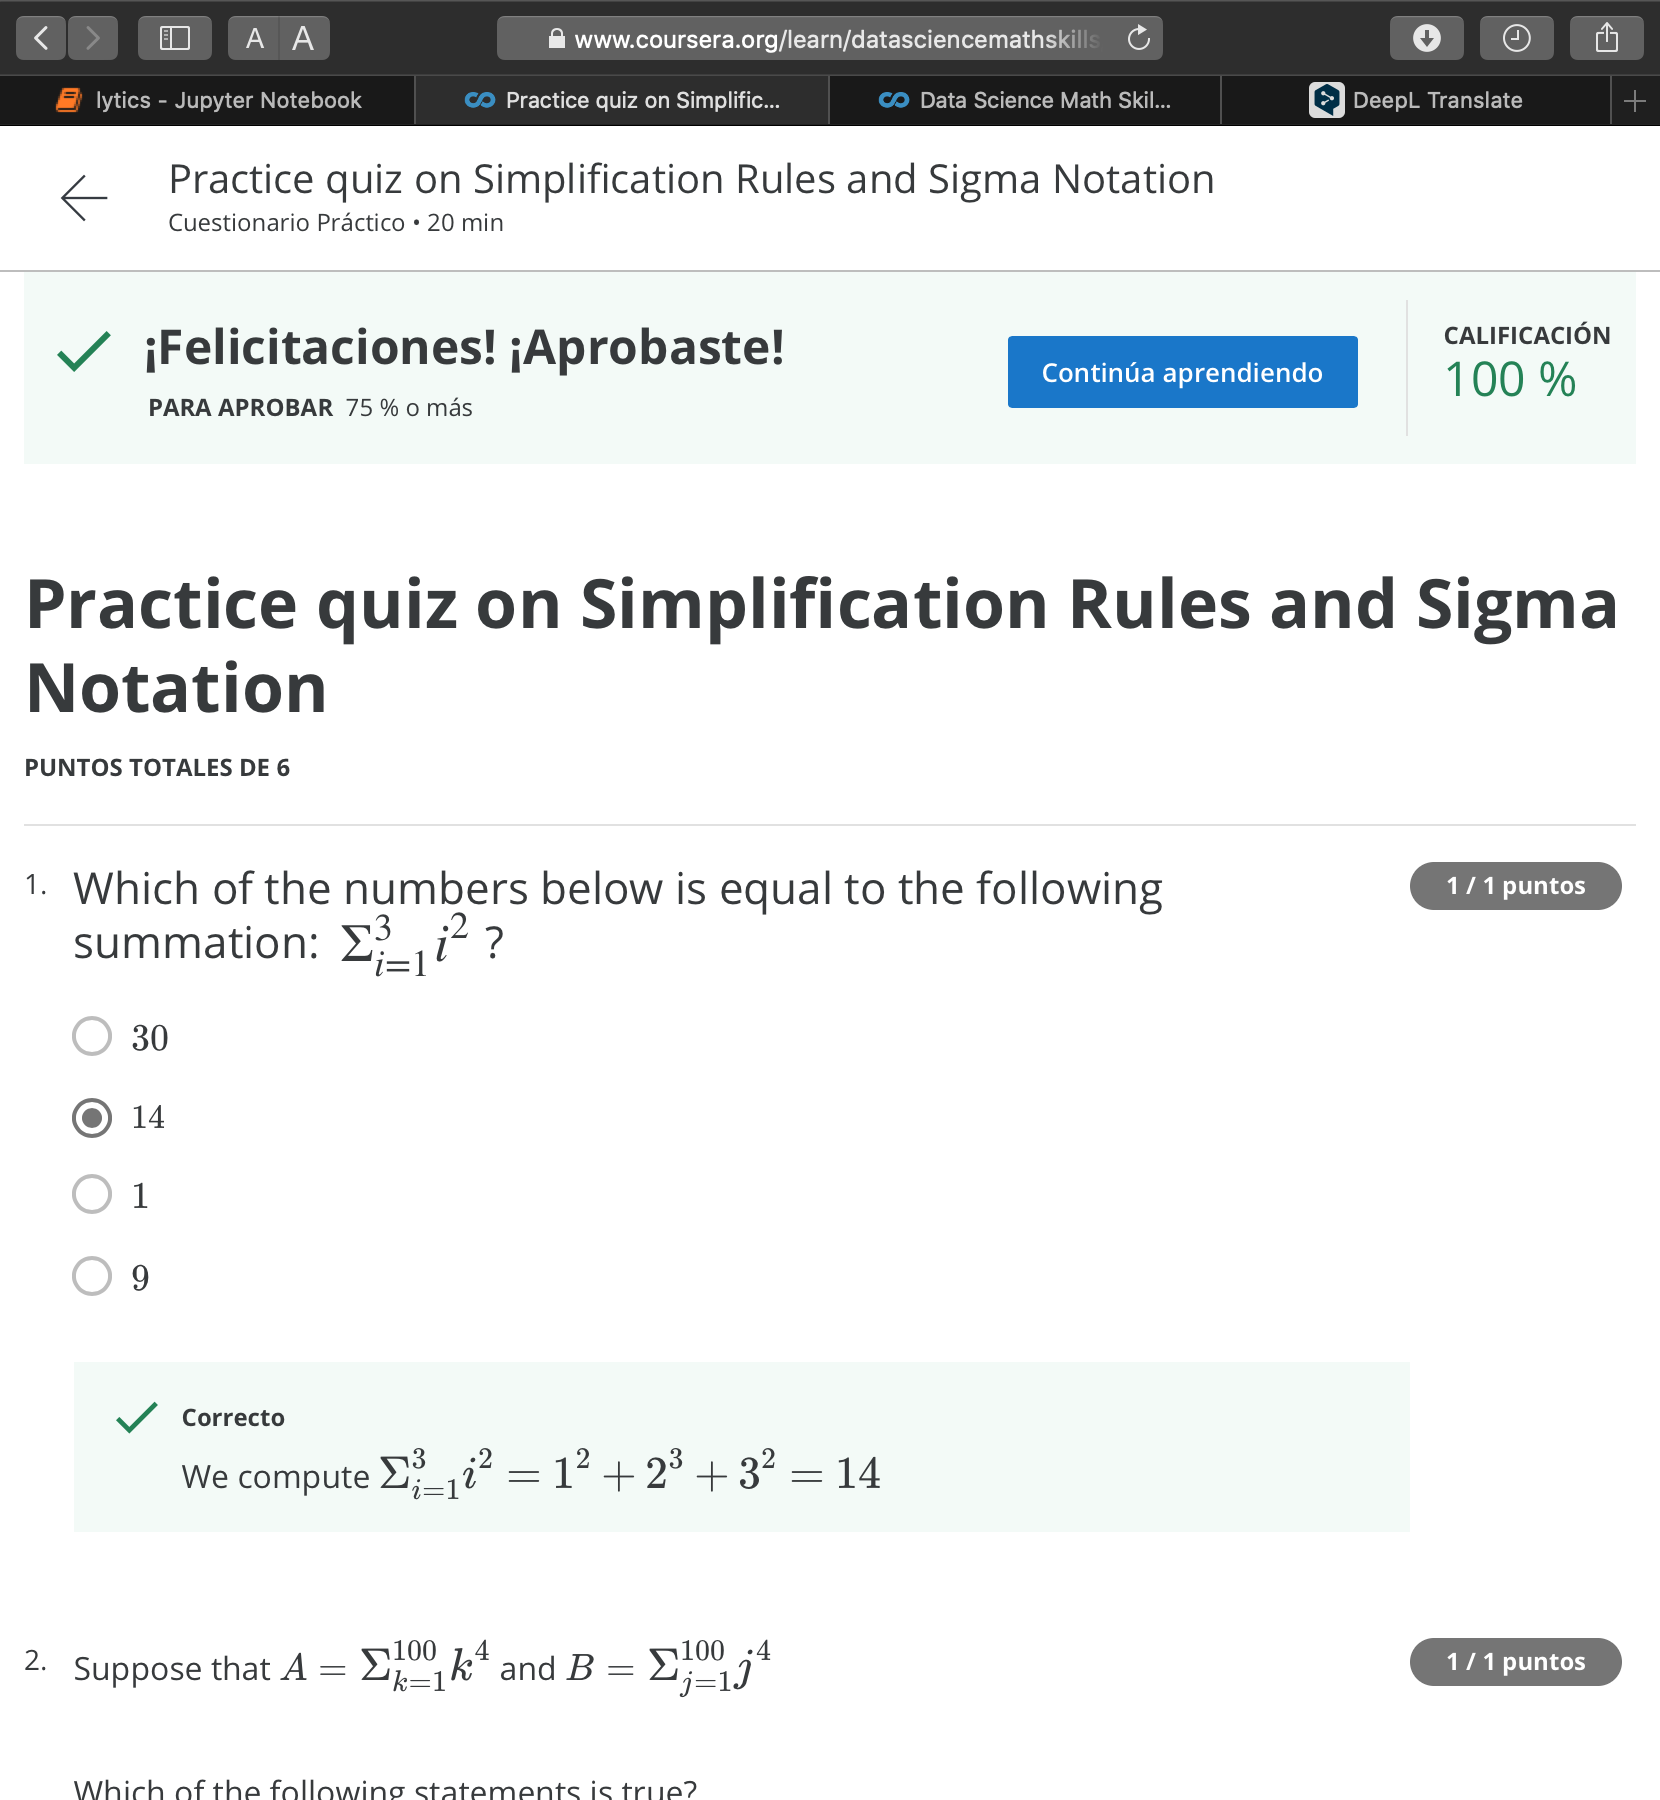 A A www.coursera.org/learn/datasciencemathskills
lytics - Jupyter Notebook Practice quiz on Simplific... Data Science Math Skil... DeepL Translate +
Practice quiz on Simplification Rules and Sigma Notation
Cuestionario Práctico • 20 min
¡Felicitaciones! ¡Aprobaste!
PARA APROBAR 75 % o más
Continúa aprendiendo
CALIFICACIÓN
100 %
Practice quiz on Simplification Rules and Sigma
Notation
PUNTOS TOTALES DE 6
1. Which of the numbers below is equal to the following
summation: Σ_{i=1}^{3} i^2 ?
1 / 1 puntos
30
14
1
9
Correcto
We compute Σ_{i=1}^{3} i^2 = 1^2 + 2^3 + 3^2 = 14
2. Suppose that A = Σ_{k=1}^{100} k^4 and B = Σ_{j=1}^{100} j^4
1 / 1 puntos
Which of the following statements is true?